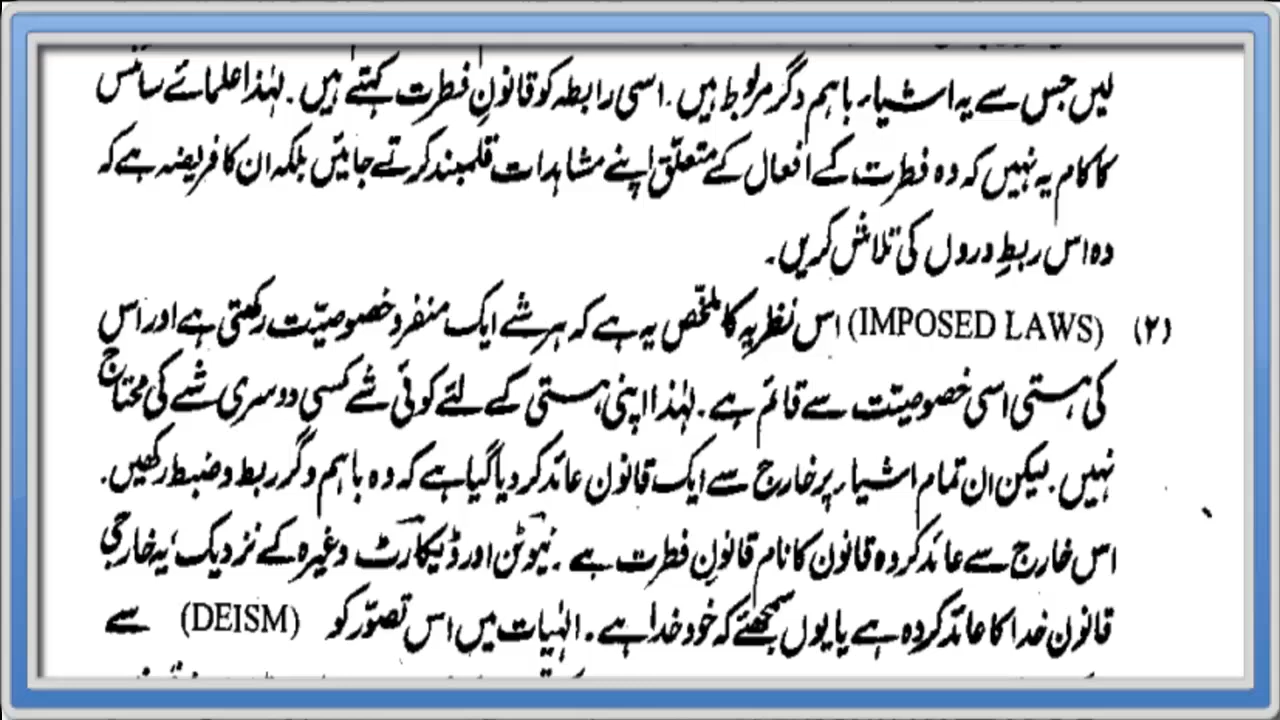 لیں جس سے یہ اشیاء باہم دگر مربوط ہیں۔ اسی رابطہ کو قانونِ فطرت کہتے ہیں۔ لہٰذا علمائے سائنس
کا کام یہ نہیں کہ وہ فطرت کے افعال کے متعلق اپنے مشاہدات قلمبند کرتے جائیں بلکہ ان کا فریضہ ہے کہ
وہ اس ربطِ دروں کی تلاش کریں۔
(۲) (IMPOSED LAWS) اس نظریہ کا ملخّص یہ ہے کہ ہر شے ایک منفرد خصوصیّت رکھتی ہے اور اس
کی ہستی اسی خصوصیّت سے قائم ہے۔ لہٰذا اپنی ہستی کے لئے کوئی شے کسی دوسری شے کی محتاج
نہیں۔ لیکن ان تمام اشیاء پر خارج سے ایک قانون عائد کر دیا گیا ہے کہ وہ باہم دگر ربط و ضبط رکھیں۔
اس خارج سے عائد کردہ قانون کا نام قانونِ فطرت ہے۔ نیوٹن اور ڈیکارٹ وغیرہ کے نزدیک، یہ خارجی
قانون خدا کا عائد کردہ ہے یا یوں سمجھئے کہ خود خدا ہے۔ الٰہیات میں اس تصوّر کو (DEISM) سے